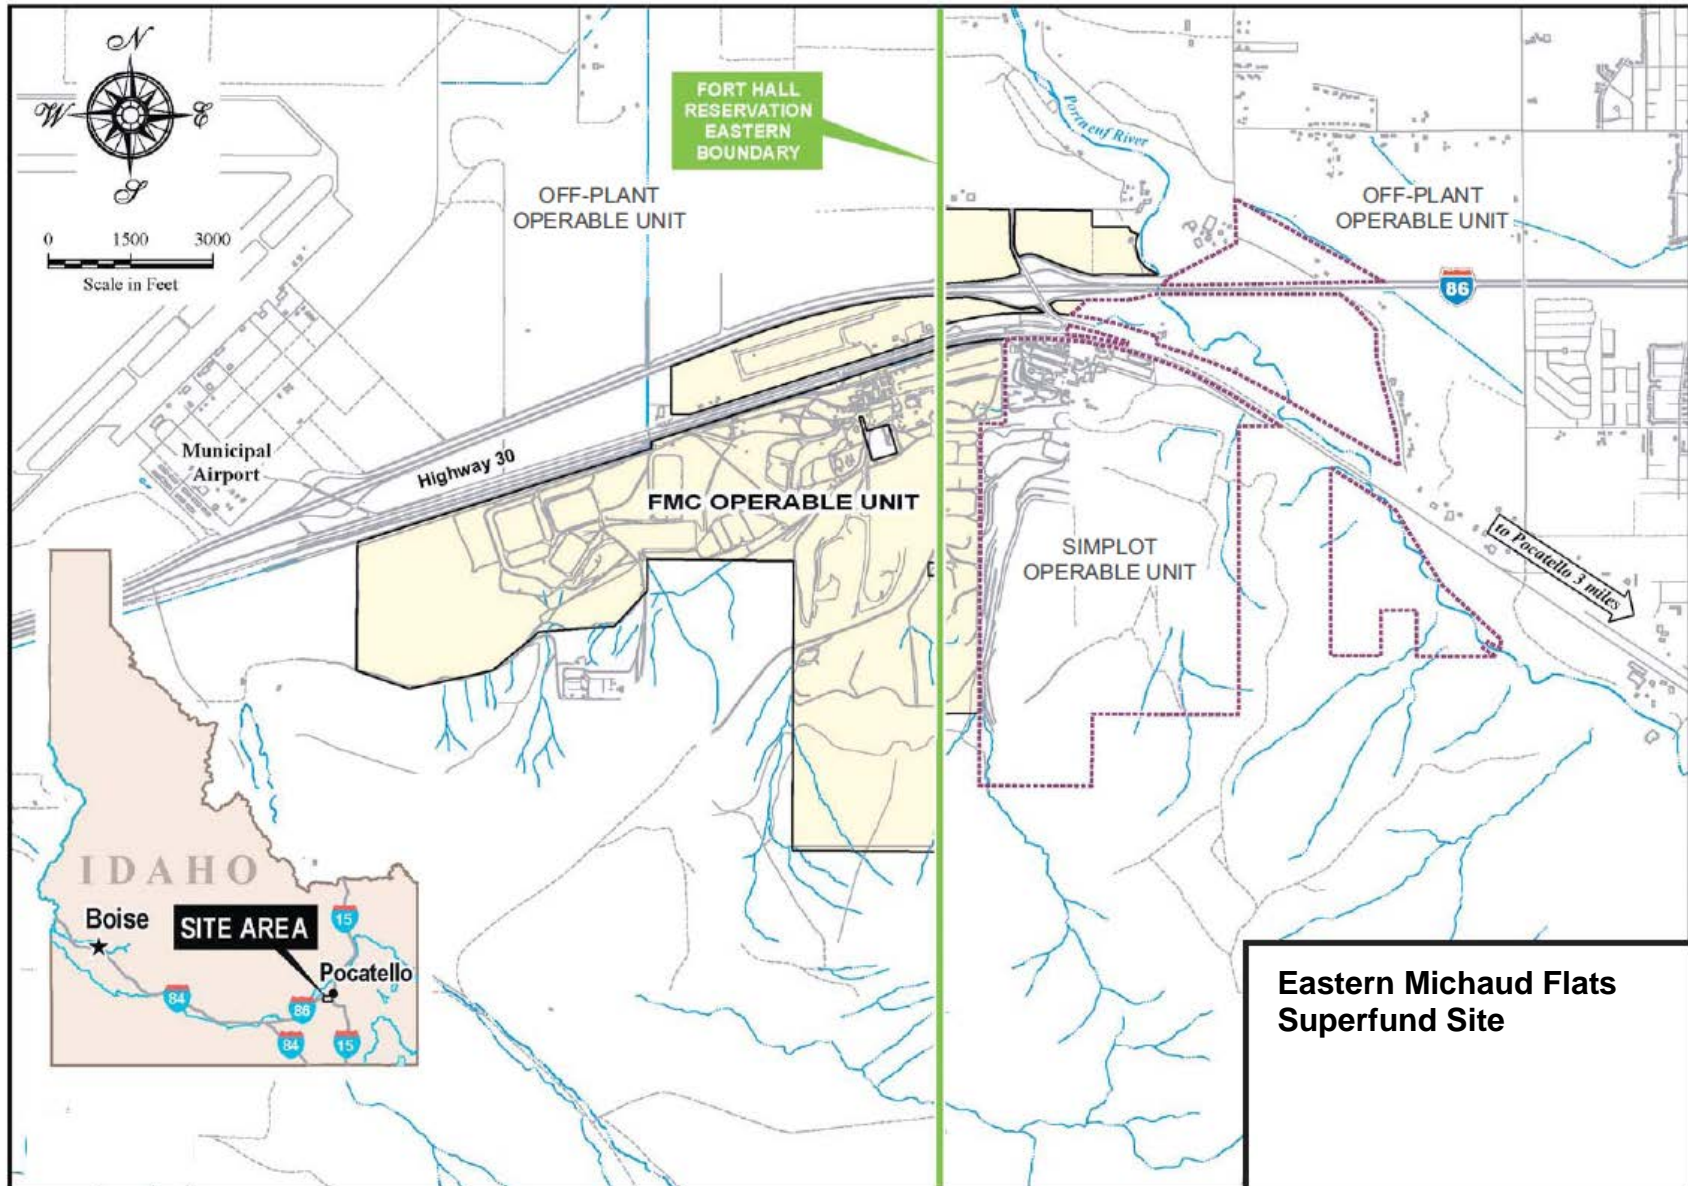 N
W
E
S
0 1500 3000
Scale in Feet
FORT HALL
RESERVATION
EASTERN
BOUNDARY
Portneuf River
OFF-PLANT
OPERABLE UNIT
OFF-PLANT
OPERABLE UNIT
86
Municipal
Airport
Highway 30
FMC OPERABLE UNIT
SIMPLOT
OPERABLE UNIT
to Pocatello 3 miles
IDAHO
Boise
SITE AREA
Pocatello
15
84
86
84
15
Eastern Michaud Flats
Superfund Site